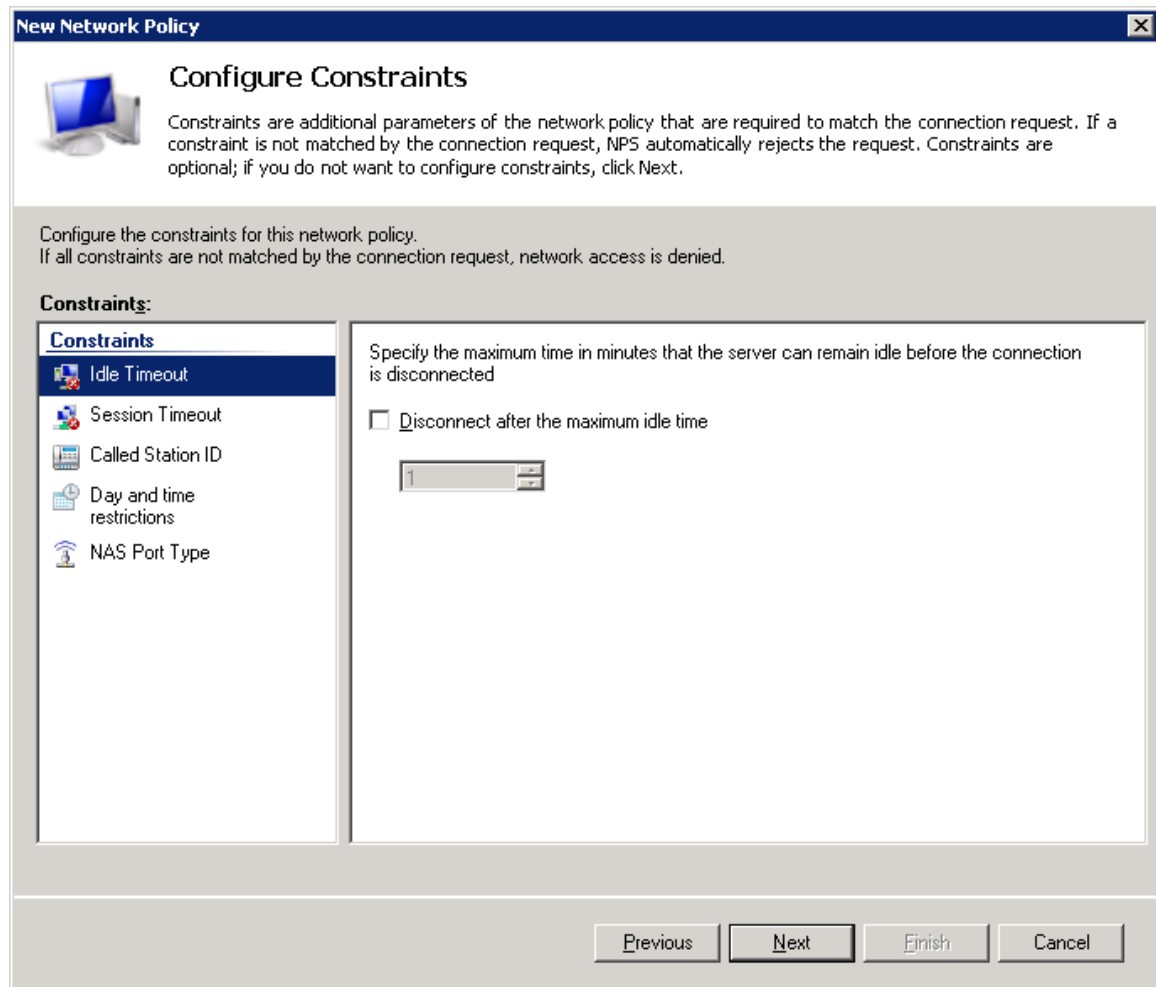 New Network Policy
Configure Constraints
Constraints are additional parameters of the network policy that are required to match the connection request. If a
constraint is not matched by the connection request, NPS automatically rejects the request. Constraints are
optional; if you do not want to configure constraints, click Next.
Configure the constraints for this network policy.
If all constraints are not matched by the connection request, network access is denied.
Constraints:
Constraints
Idle Timeout
Session Timeout
Called Station ID
Day and time
restrictions
NAS Port Type
Specify the maximum time in minutes that the server can remain idle before the connection
is disconnected
Disconnect after the maximum idle time
1
Previous
Next
Finish
Cancel